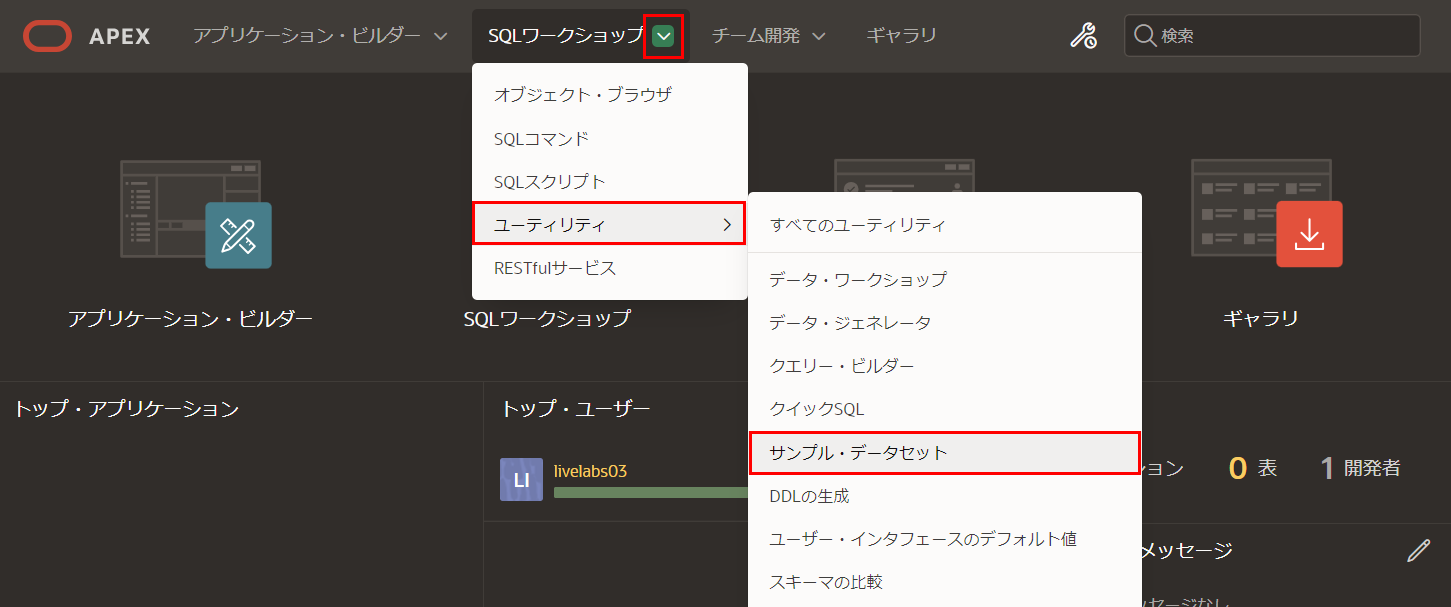 APEX
アプリケーション・ビルダー
SQLワークショップ
チーム開発
ギャラリ
検索
オブジェクト・ブラウザ
SQLコマンド
SQLスクリプト
ユーティリティ
RESTfulサービス
すべてのユーティリティ
データ・ワークショップ
データ・ジェネレータ
クエリー・ビルダー
クイックSQL
サンプル・データセット
DDLの生成
ユーザー・インタフェースのデフォルト値
スキーマの比較
アプリケーション・ビルダー
SQLワークショップ
ギャラリ
トップ・アプリケーション
トップ・ユーザー
LI
livelabs03
ション
0 表
1 開発者
メッセージ